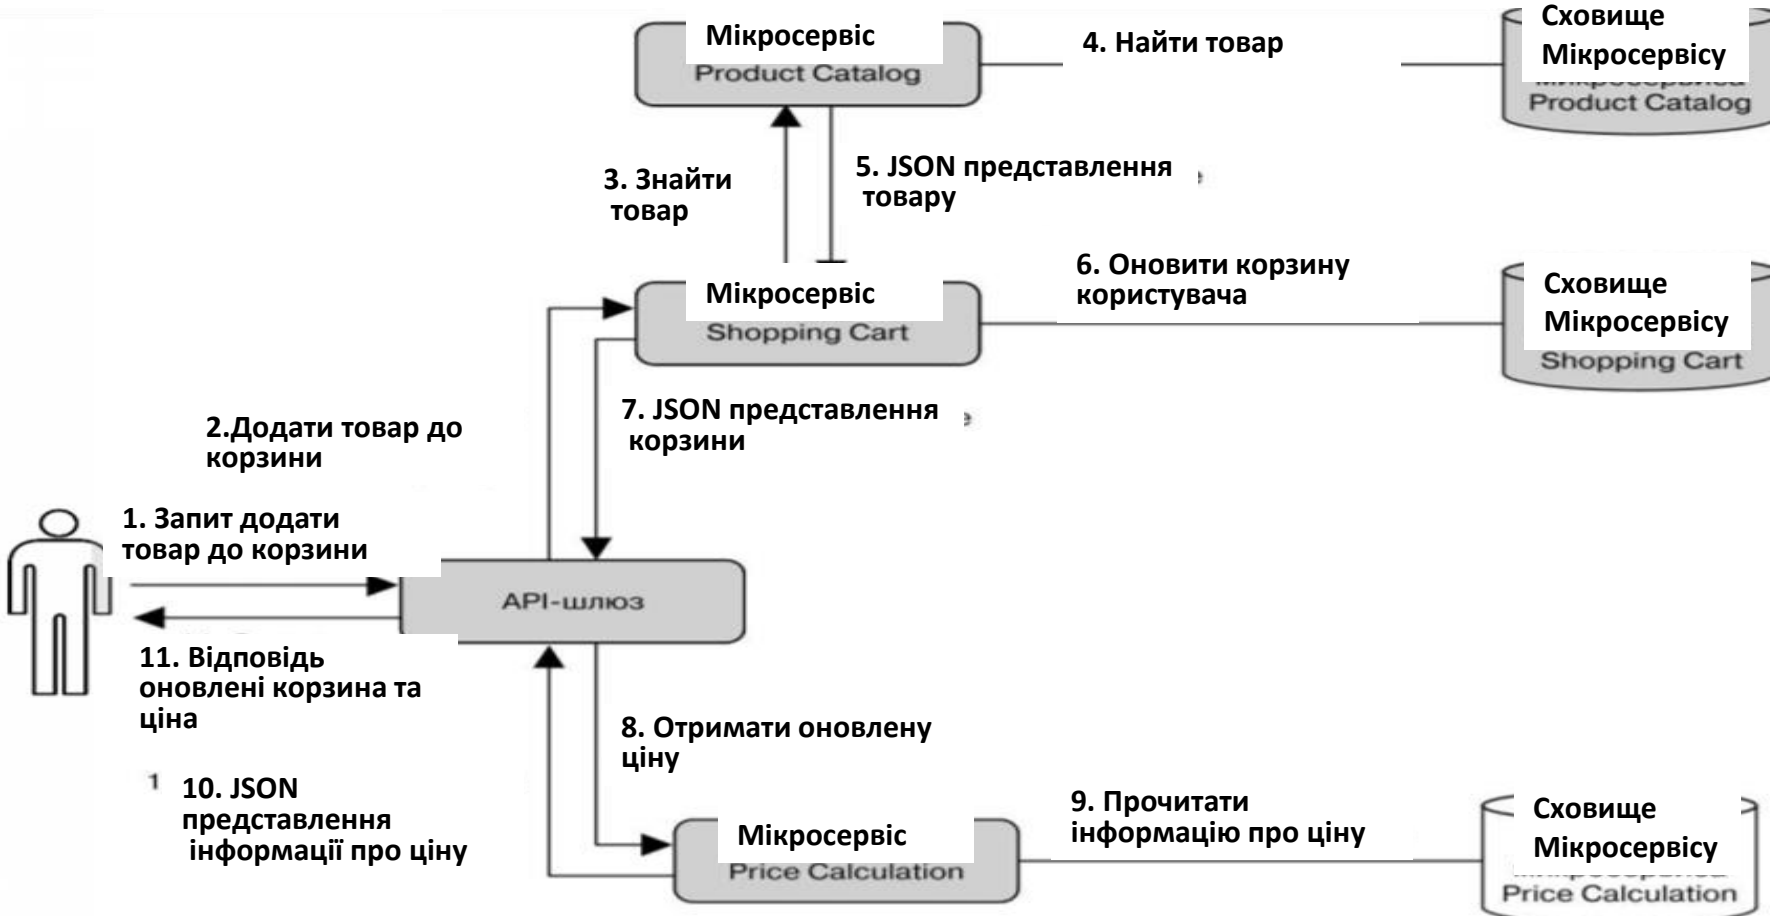 Мікросервіс
Product Catalog
4. Найти товар
Сховище
Мікросервісу
Product Catalog
3. Знайти
товар
5. JSON представлення
товару
Мікросервіс
Shopping Cart
6. Оновити корзину
користувача
Сховище
Мікросервісу
Shopping Cart
2.Додати товар до
корзини
7. JSON представлення
корзини
1. Запит додати
товар до корзини
API-шлюз
11. Відповідь
оновлені корзина та
ціна
8. Отримати оновлену
ціну
1
10. JSON
представлення
інформації про ціну
Мікросервіс
Price Calculation
9. Прочитати
інформацію про ціну
Сховище
Мікросервісу
Price Calculation